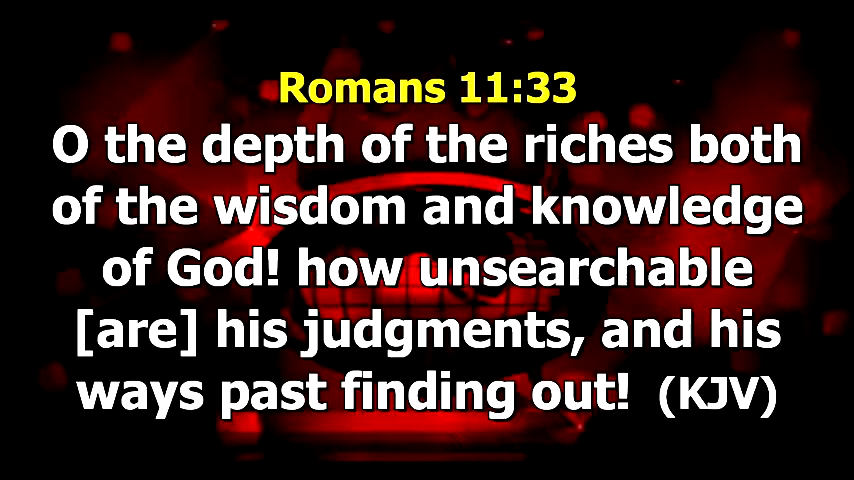 Romans 11:33
O the depth of the riches both
of the wisdom and knowledge
of God! how unsearchable
[are] his judgments, and his
ways past finding out! (KJV)